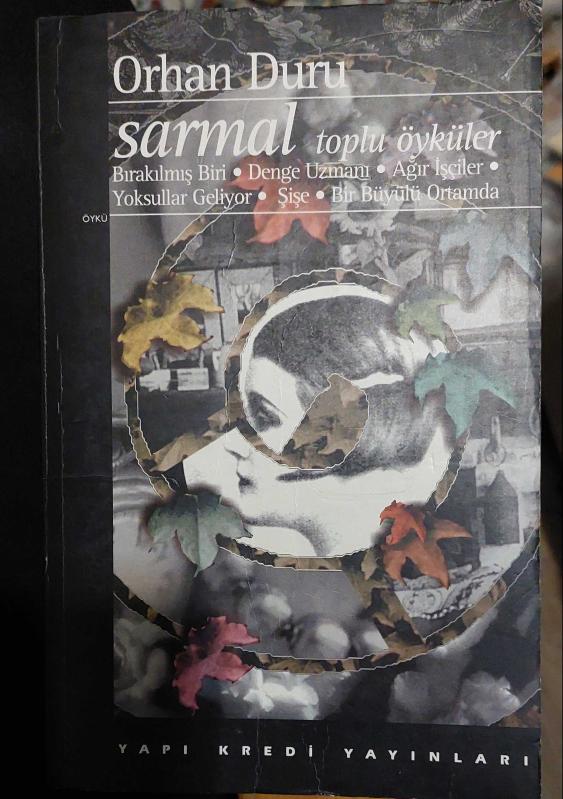 Orhan Duru
sarmal toplu öyküler
Bırakılmış Biri • Denge Uzmanı • Ağır İşçiler •
Yoksullar Geliyor • Şişe • Bir Büyülü Ortamda
ÖYKÜ
YAPI KREDİ YAYINLARI